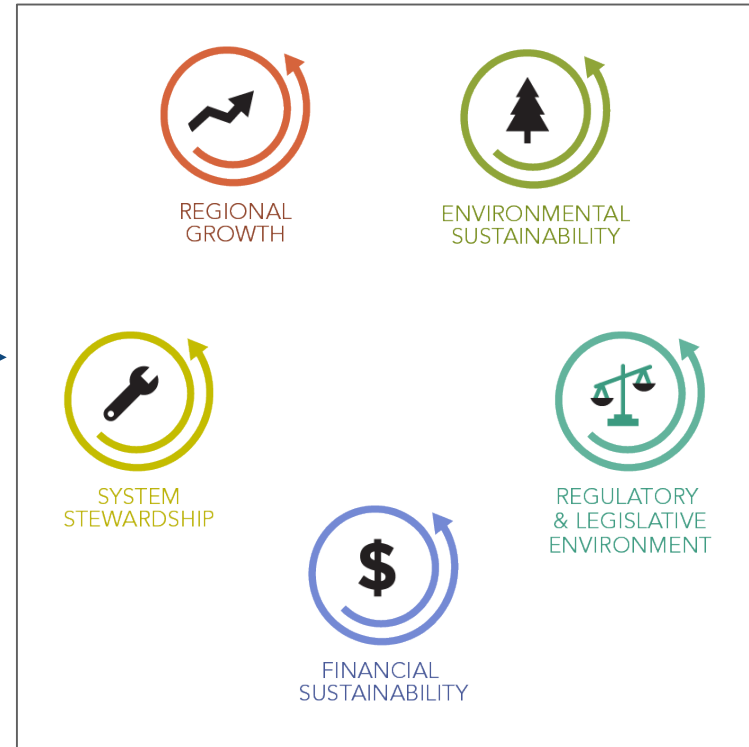 REGIONAL
GROWTH
ENVIRONMENTAL
SUSTAINABILITY
SYSTEM
STEWARDSHIP
REGULATORY
& LEGISLATIVE
ENVIRONMENT
$
FINANCIAL
SUSTAINABILITY